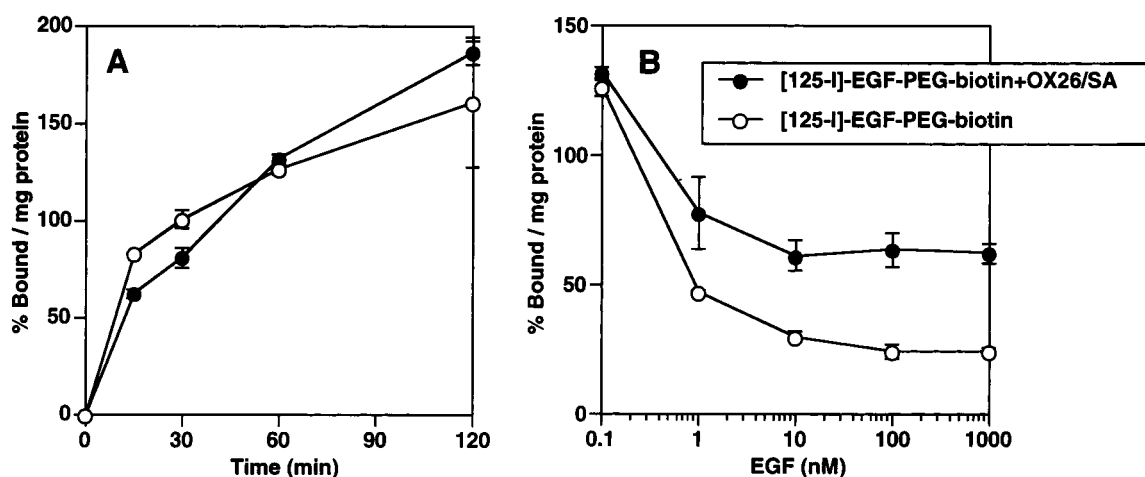 A
% Bound / mg protein
200
150
100
50
0
0 30 60 90 120
Time (min)
B
[125-I]-EGF-PEG-biotin+OX26/SA
[125-I]-EGF-PEG-biotin
% Bound / mg protein
150
100
50
0
0.1 1 10 100 1000
EGF (nM)